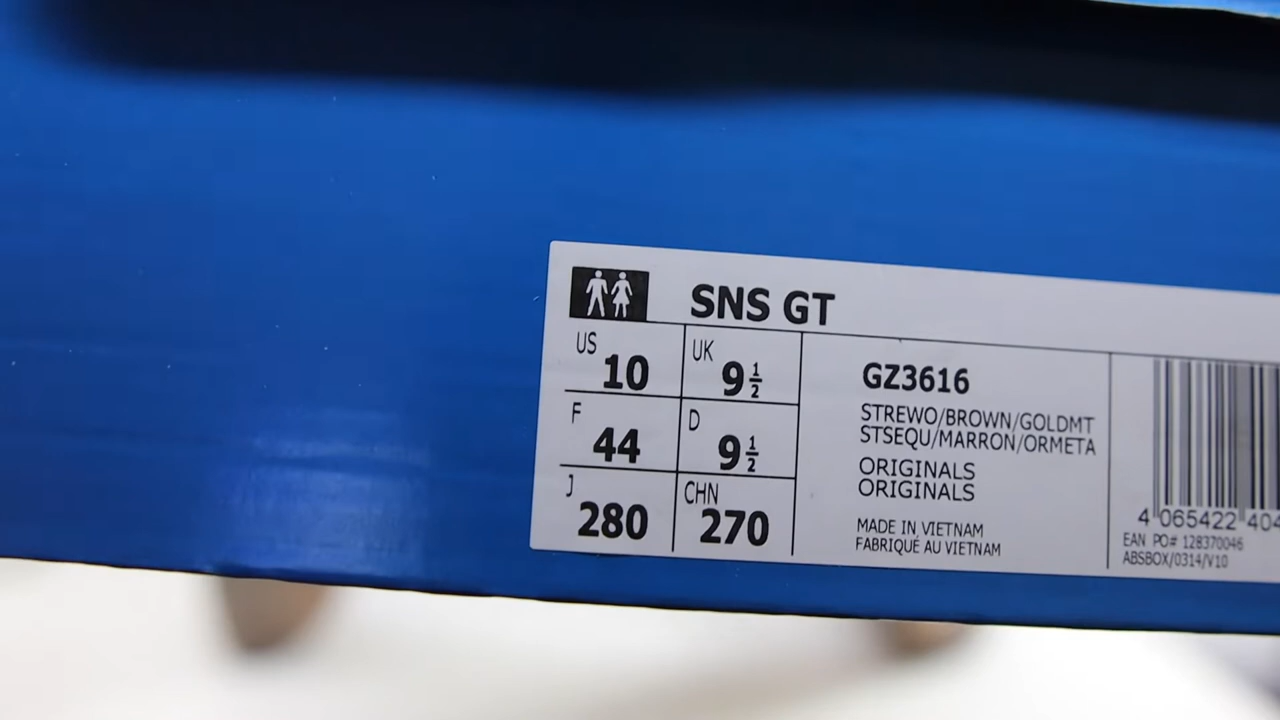 SNS GT
US 10 UK 9 1/2
F 44 D 9 1/2
J 280 CHN 270
GZ3616
STREWO/BROWN/GOLDMT
STSEQU/MARRON/ORMETA
ORIGINALS
ORIGINALS
MADE IN VIETNAM
FABRIQUÉ AU VIETNAM
4 065422 404
EAN PO# 128370046
ABSBOX/0314/V10